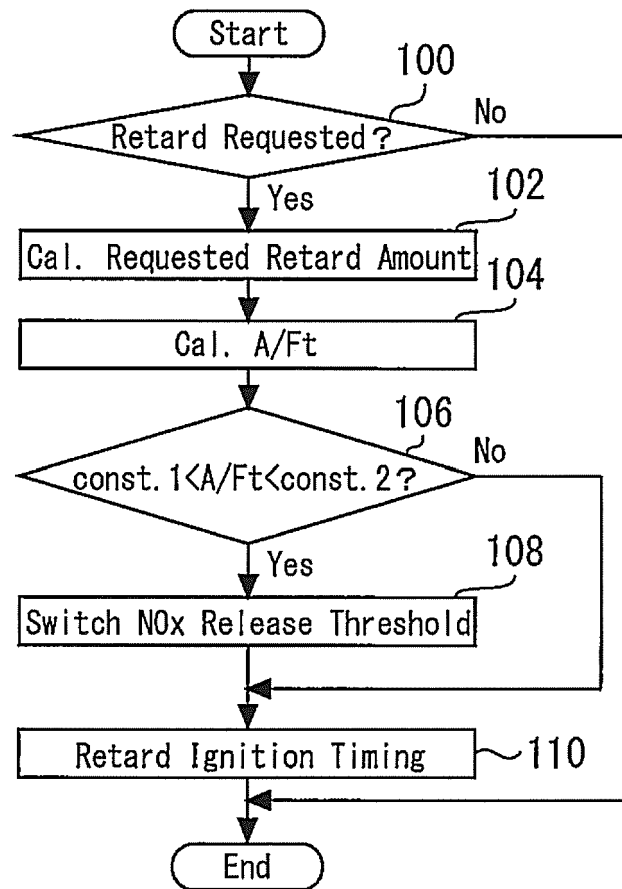 Start
100
Retard Requested?
No
Yes
102
Cal. Requested Retard Amount
104
Cal. A/Ft
106
const.1<A/Ft<const.2?
No
Yes
108
Switch NOx Release Threshold
Retard Ignition Timing
110
End